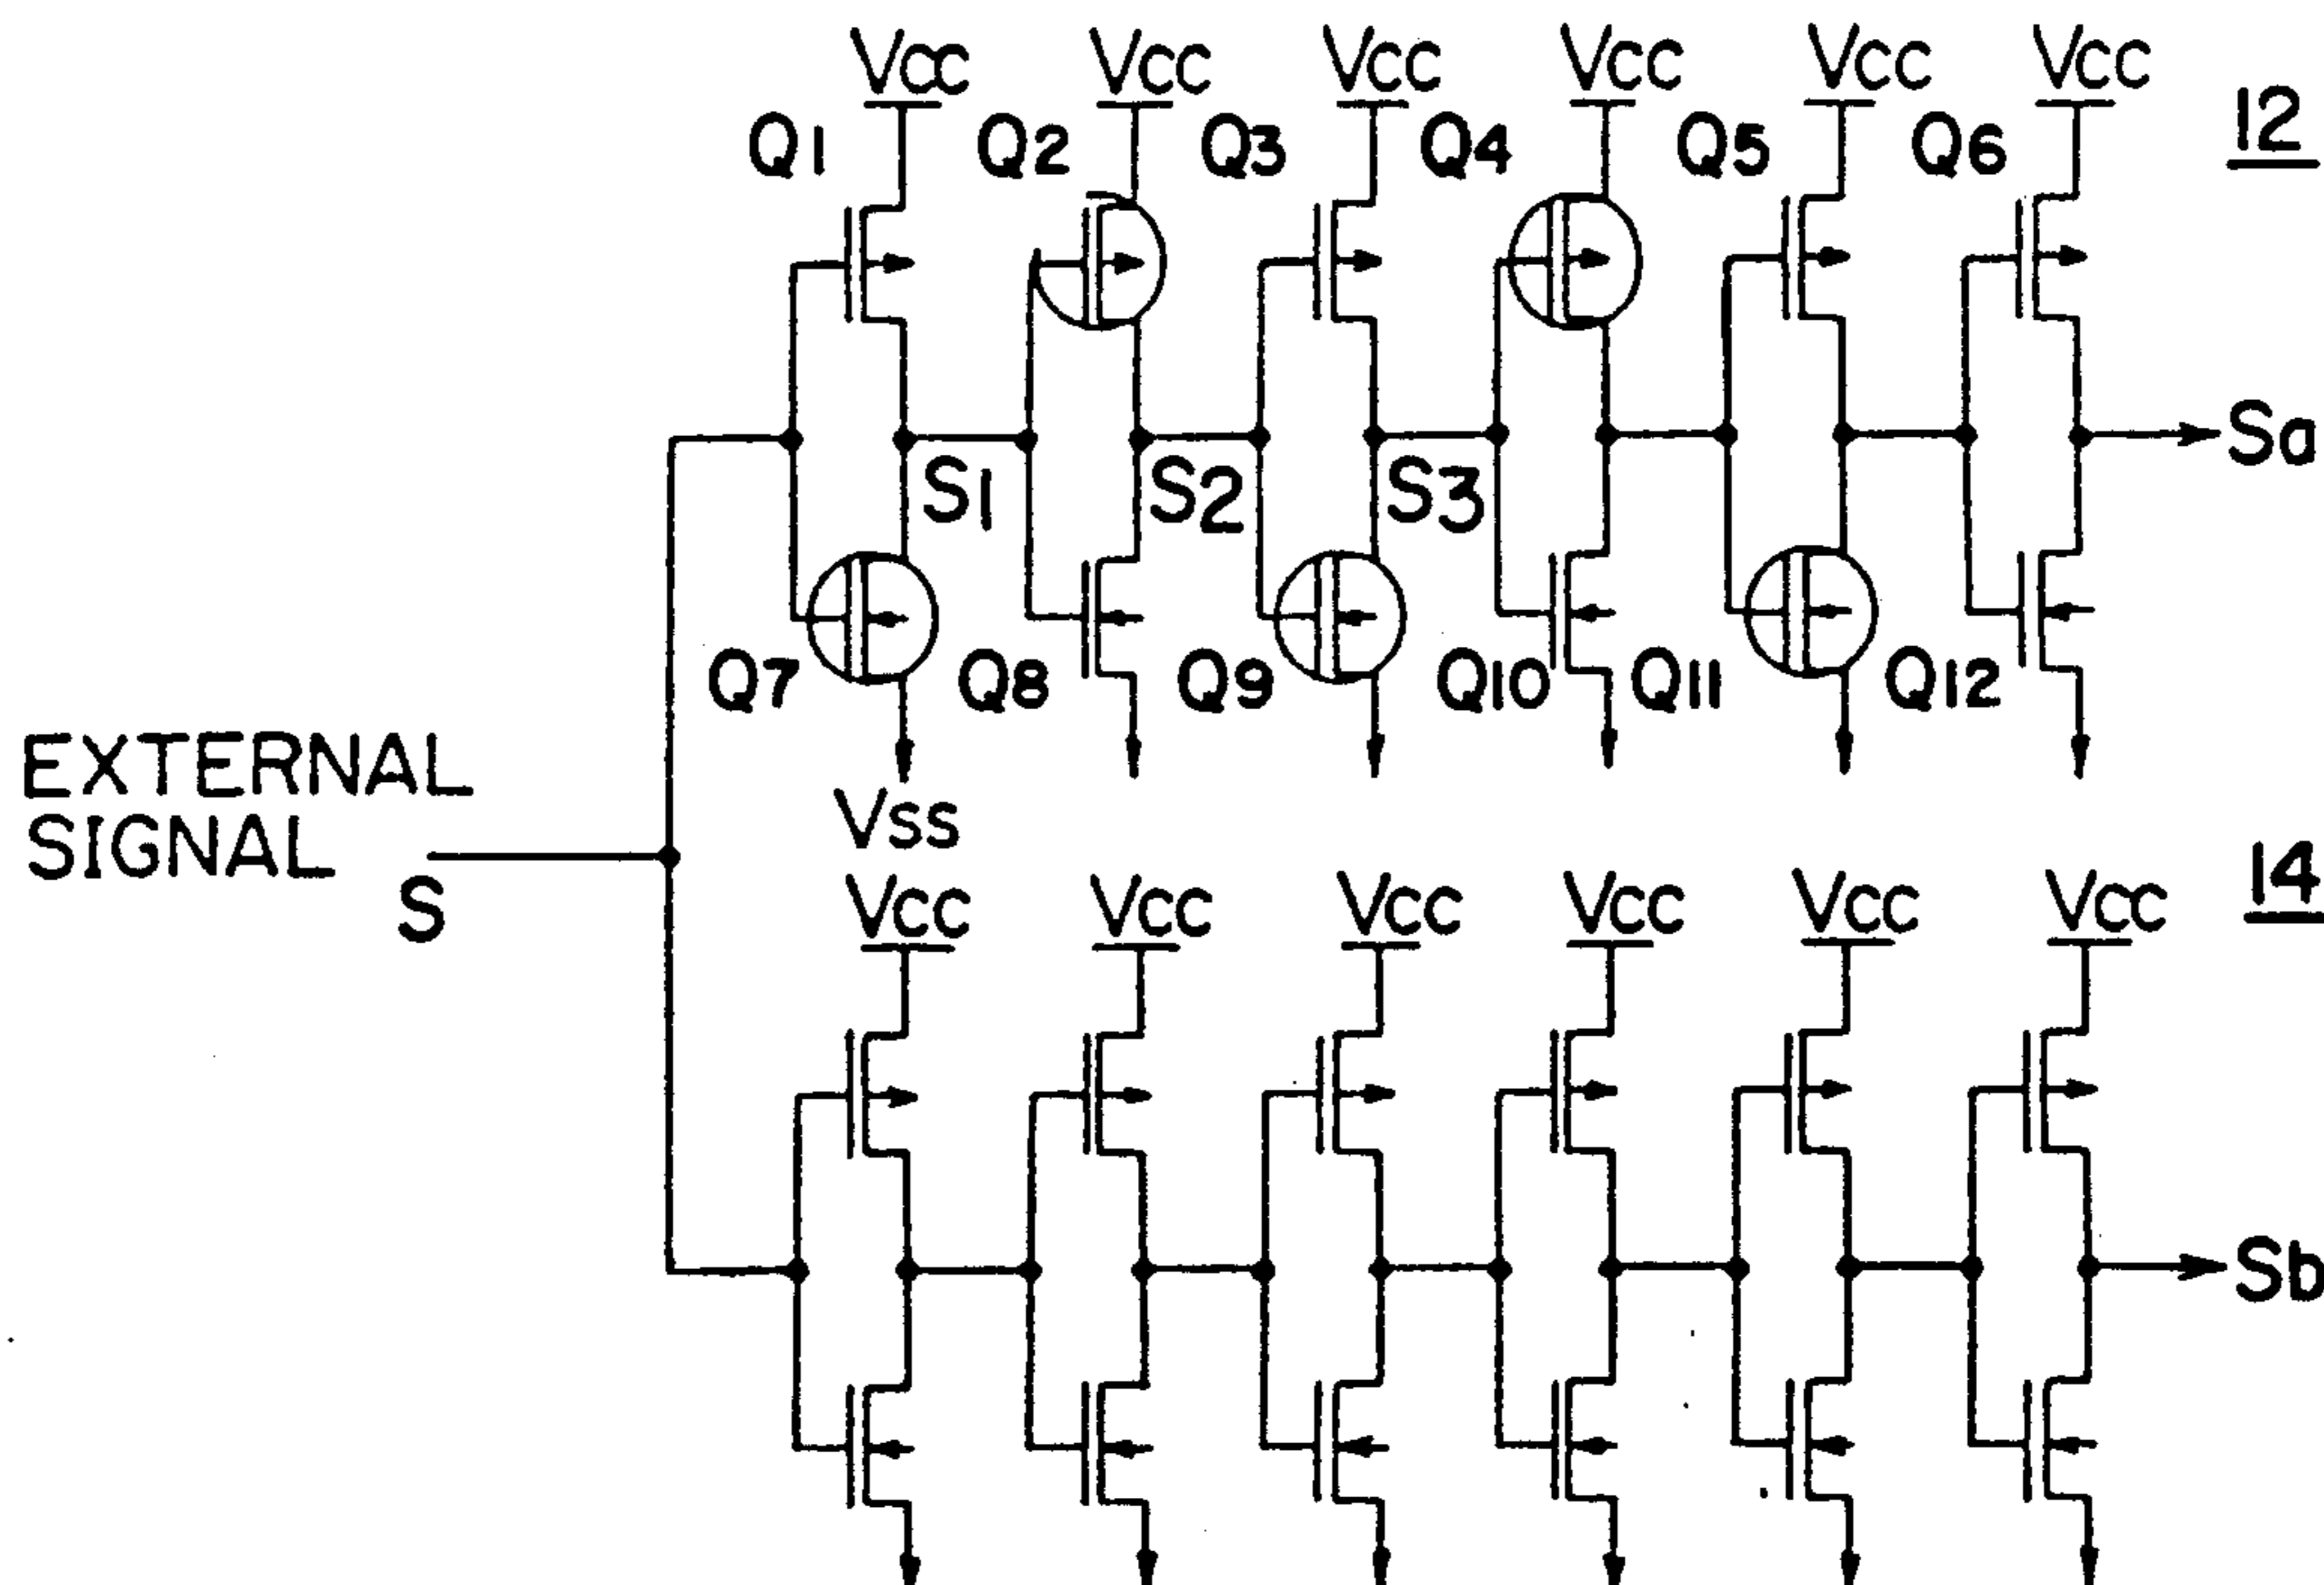 Vcc Vcc Vcc Vcc Vcc Vcc
Q1 Q2 Q3 Q4 Q5 Q6 12
Sa
S1 S2 S3
Q7 Q8 Q9 Q10 Q11 Q12
EXTERNAL
SIGNAL
S
Vss
Vcc Vcc Vcc Vcc Vcc Vcc 14
Sb